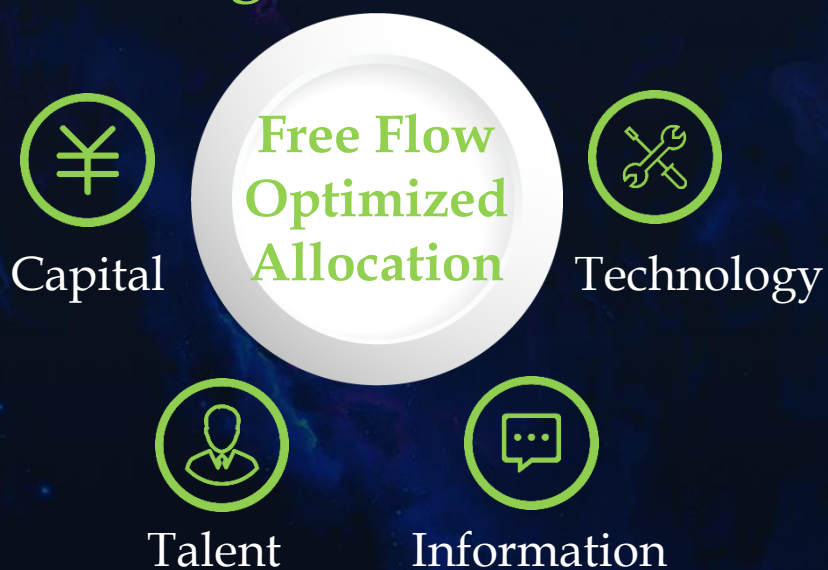 Free Flow
Optimized
Allocation
¥
Capital
Technology
Talent
Information